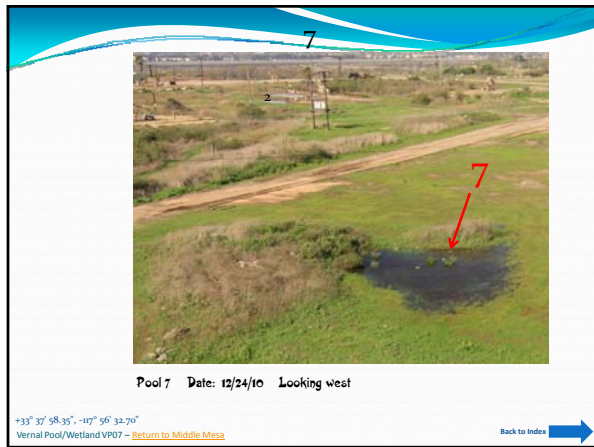 7
2
7
Pool 7 Date: 12/24/10 Looking west
+33° 37' 58.35", -117° 56' 32.70"
Vernal Pool/Wetland VP07 – Return to Middle Mesa
Back to Index